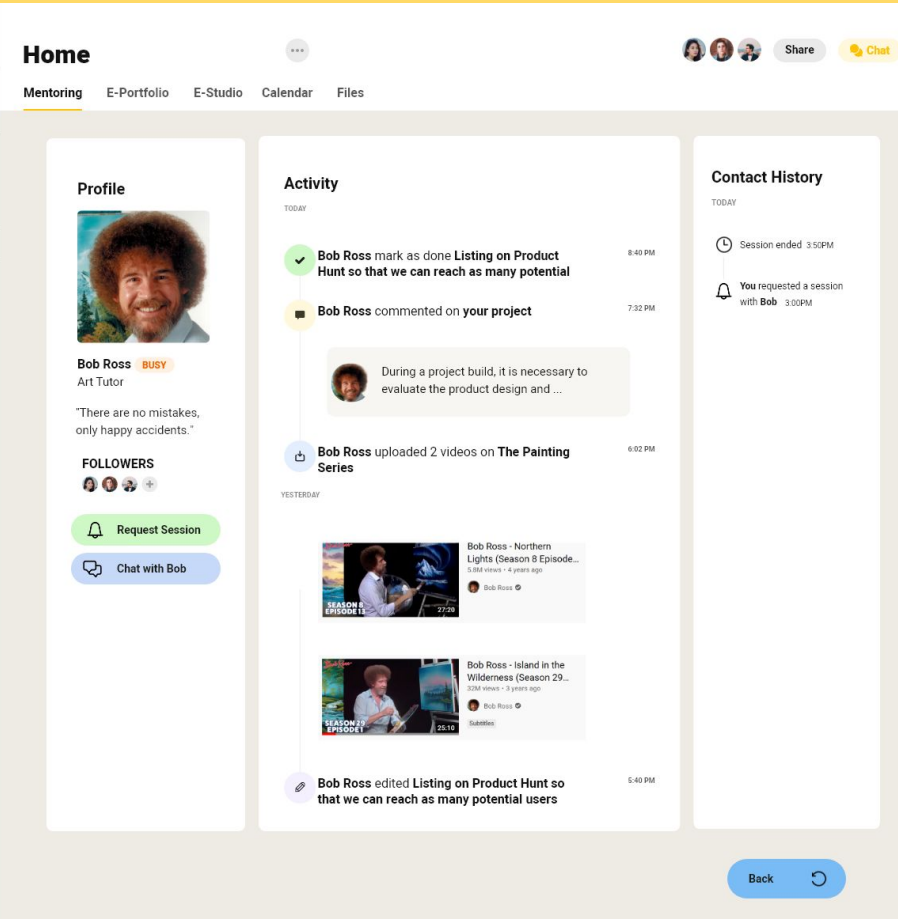 Home
Share
Chat
Mentoring
E-Portfolio
E-Studio
Calendar
Files
Profile
Bob Ross BUSY
Art Tutor
"There are no mistakes,
only happy accidents."
FOLLOWERS
Request Session
Chat with Bob
Activity
TODAY
Bob Ross mark as done Listing on Product
Hunt so that we can reach as many potential
8:40 PM
Bob Ross commented on your project
7:32 PM
During a project build, it is necessary to
evaluate the product design and ...
Bob Ross uploaded 2 videos on The Painting
Series
6:02 PM
YESTERDAY
SEASON 8
EPISODE 13
27:20
Bob Ross - Northern
Lights (Season 8 Episode...
5.8M views • 4 years ago
Bob Ross
SEASON 29
EPISODE 1
25:10
Bob Ross - Island in the
Wilderness (Season 29...
32M views • 3 years ago
Bob Ross
Subtitles
Bob Ross edited Listing on Product Hunt so
that we can reach as many potential users
5:40 PM
Contact History
TODAY
Session ended 3:50PM
You requested a session
with Bob 3:00PM
Back